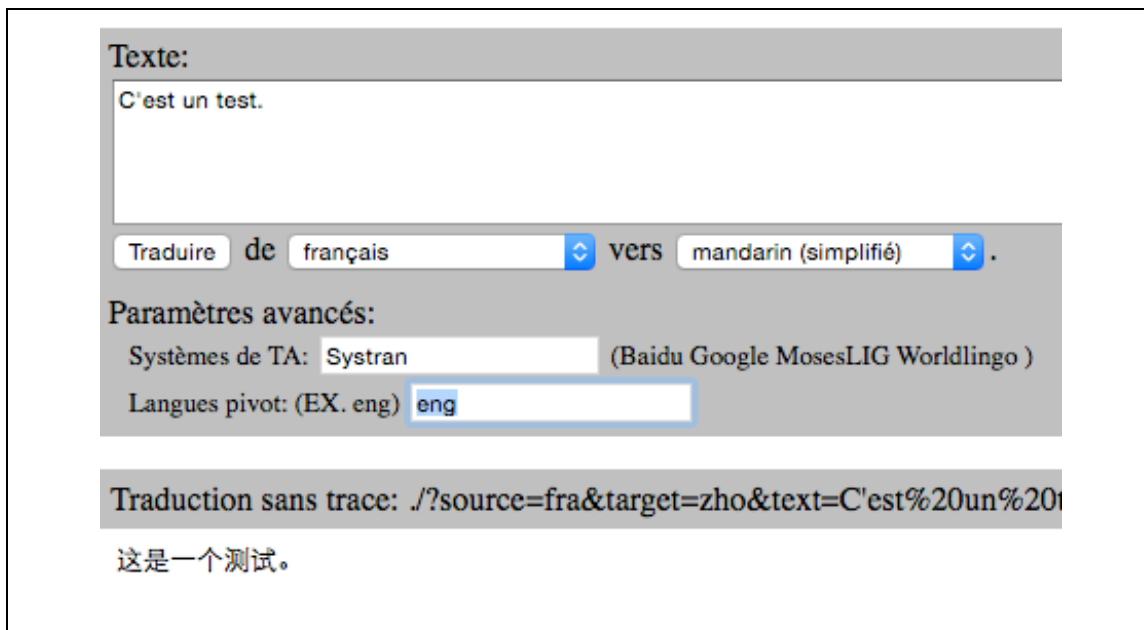 Texte:
C'est un test.
Traduire de français vers mandarin (simplifié) .
Paramètres avancés:
Systèmes de TA: Systran (Baidu Google MosesLIG Worldlingo )
Langues pivot: (EX. eng) eng
Traduction sans trace: ./?source=fra&target=zho&text=C'est%20un%20t
这是一个测试。